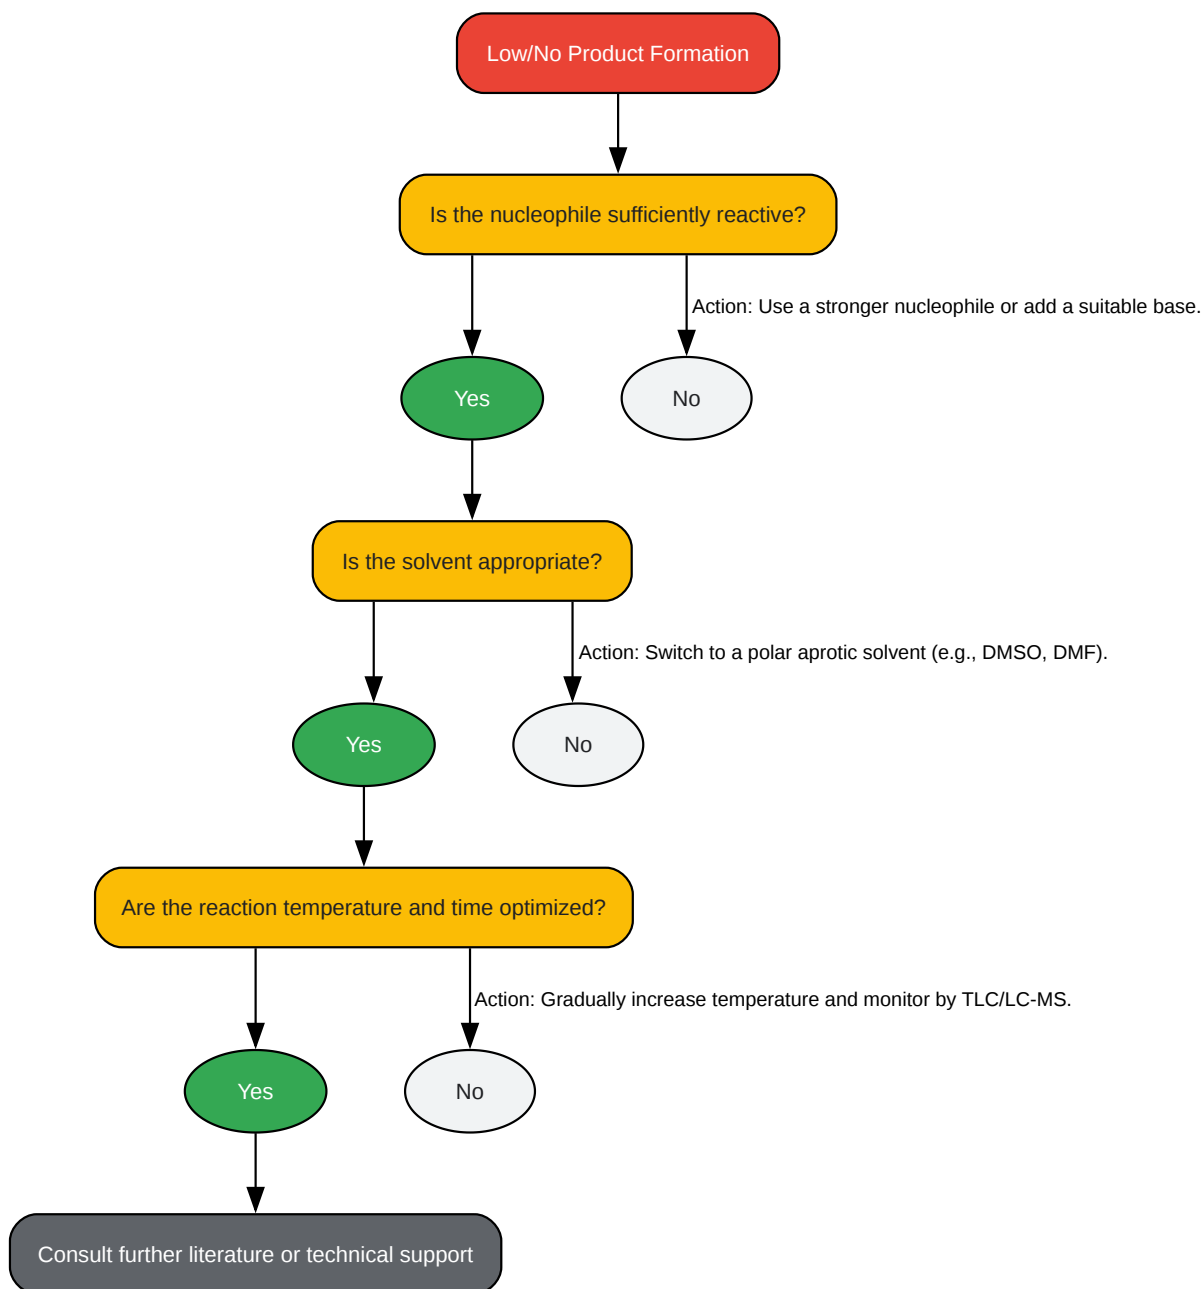 Low/No Product Formation
Is the nucleophile sufficiently reactive?
Action: Use a stronger nucleophile or add a suitable base.
Yes
No
Is the solvent appropriate?
Action: Switch to a polar aprotic solvent (e.g., DMSO, DMF).
Yes
No
Are the reaction temperature and time optimized?
Action: Gradually increase temperature and monitor by TLC/LC-MS.
Yes
No
Consult further literature or technical support